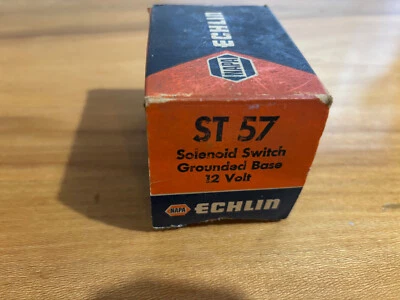 ECHLIN
NAPA
ST 57
Solenoid Switch
Grounded Base
12 Volt
NAPA ECHLIN